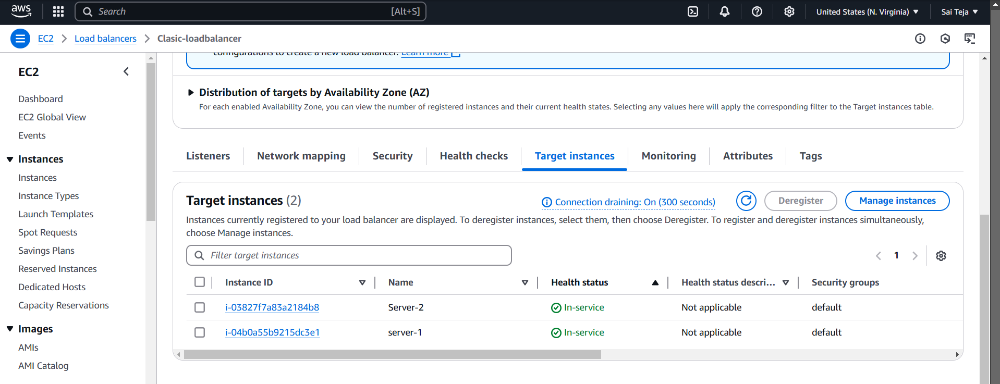 aws
Search [Alt+S]
United States (N. Virginia)
Sai Teja
EC2
Load balancers
Clasic-loadbalancer
EC2
Dashboard
EC2 Global View
Events
Instances
Instances
Instance Types
Launch Templates
Spot Requests
Savings Plans
Reserved Instances
Dedicated Hosts
Capacity Reservations
Images
AMIs
AMI Catalog
configurations to create a new load balancer. Learn more
Distribution of targets by Availability Zone (AZ)
For each enabled Availability Zone, you can view the number of registered instances and their current health states. Selecting any values here will apply the corresponding filter to the Target instances table.
Listeners
Network mapping
Security
Health checks
Target instances
Monitoring
Attributes
Tags
Target instances (2)
Connection draining: On (300 seconds)
Deregister
Manage instances
Instances currently registered to your load balancer are displayed. To deregister instances, select them, then choose Deregister. To register and deregister instances simultaneously,
choose Manage instances.
Filter target instances
1
Instance ID Name Health status Health status descri... Security groups
i-03827f7a83a2184b8 Server-2 In-service Not applicable default
i-04b0a55b9215dc3e1 server-1 In-service Not applicable default